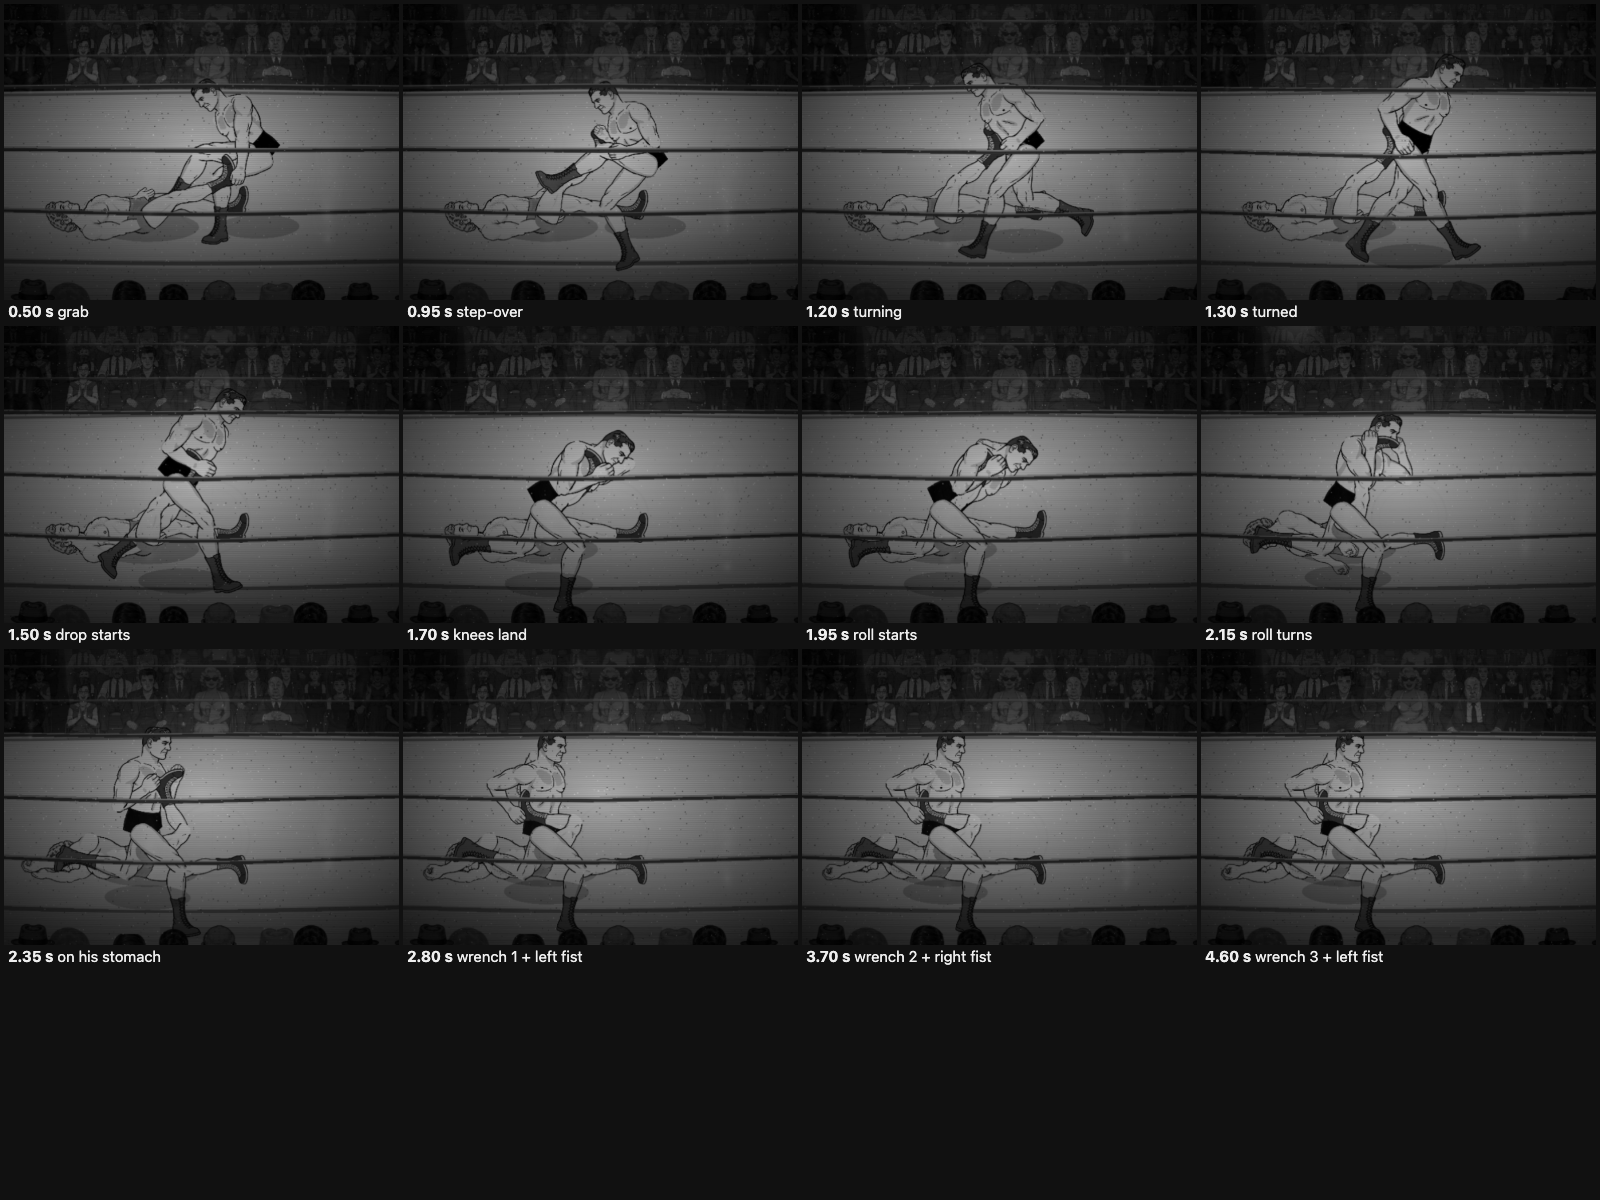 0.50 s grab
0.95 s step-over
1.20 s turning
1.30 s turned
1.50 s drop starts
1.70 s knees land
1.95 s roll starts
2.15 s roll turns
2.35 s on his stomach
2.80 s wrench 1 + left fist
3.70 s wrench 2 + right fist
4.60 s wrench 3 + left fist